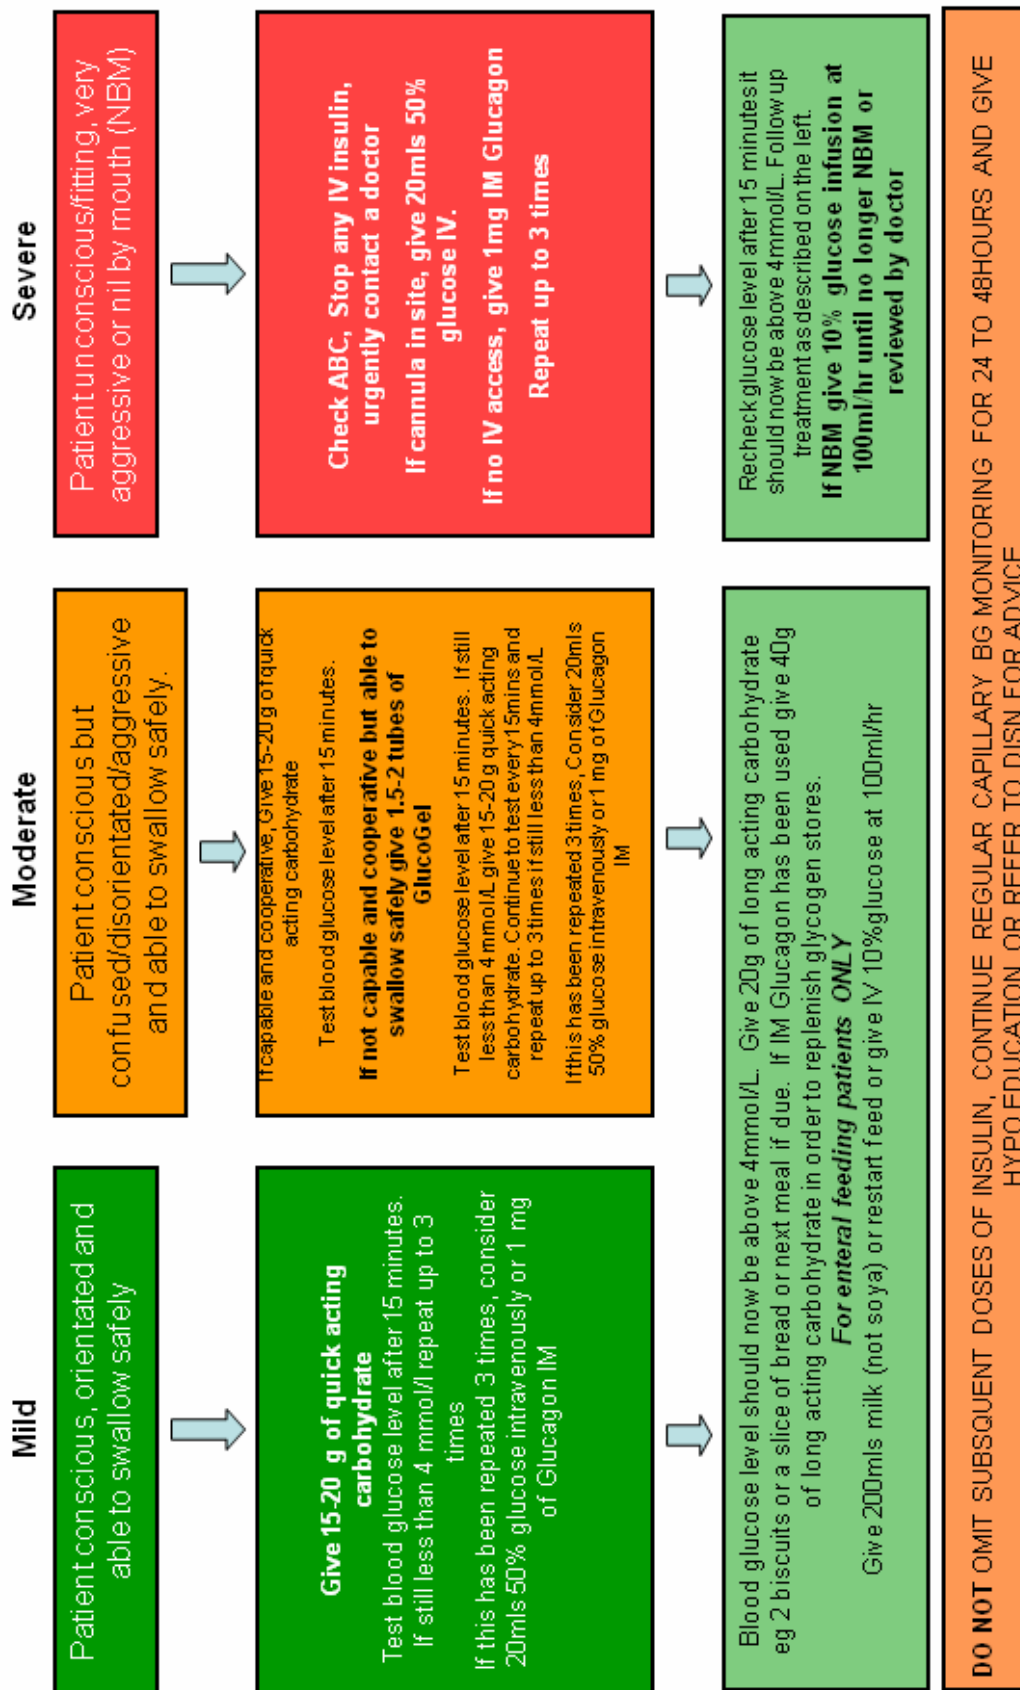 Mild
Moderate
Severe
Patient conscious, orientated and
able to swallow safely
Patient conscious but
confused/disorientated/aggressive
and able to swallow safely.
Patient unconscious/fitting, very
aggressive or nil by mouth (NBM)
Give 15-20 g of quick acting
carbohydrate
Test blood glucose level after 15 minutes.
If still less than 4 mmol/l repeat up to 3
times
If this has been repeated 3 times, consider
20mls 50% glucose intravenously or 1 mg
of Glucagon IM
If capable and cooperative, Give 15-20 g of quick
acting carbohydrate
Test blood glucose level after 15 minutes.
If not capable and cooperative but able to
swallow safely give 1.5-2 tubes of
GlucoGel
Test blood glucose level after 15 minutes. If still
less than 4 mmol/L give 15-20 g quick acting
carbohydrate. Continue to test every 15mins and
repeat up to 3 times if still less than 4mmol/L
If this has been repeated 3 times, Consider 20mls
50% glucose intravenously or 1 mg of Glucagon
IM
Check ABC, Stop any IV insulin,
urgently contact a doctor
If cannula in site, give 20mls 50%
glucose IV.
If no IV access, give 1mg IM Glucagon
Repeat up to 3 times
Blood glucose level should now be above 4mmol/L. Give 20g of long acting carbohydrate
eg 2 biscuits or a slice of bread or next meal if due. If IM Glucagon has been used give 40g
of long acting carbohydrate in order to replenish glycogen stores.
For enteral feeding patients ONLY
Give 200mls milk (not soya) or restart feed or give IV 10%glucose at 100ml/hr
Recheck glucose level after 15 minutes it
should now be above 4mmol/L. Follow up
treatment as described on the left.
If NBM give 10% glucose infusion at
100ml/hr until no longer NBM or
reviewed by doctor
DO NOT OMIT SUBSQUENT DOSES OF INSULIN, CONTINUE REGULAR CAPILLARY BG MONITORING FOR 24 TO 48HOURS AND GIVE
HYPO EDUCATION OR REFER TO DISN FOR ADVICE